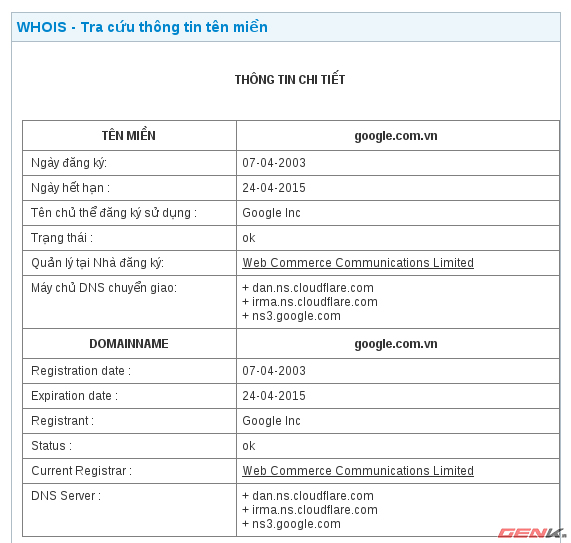 WHOIS - Tra cứu thông tin tên miền
THÔNG TIN CHI TIẾT
TÊN MIỀN google.com.vn
Ngày đăng ký: 07-04-2003
Ngày hết hạn : 24-04-2015
Tên chủ thể đăng ký sử dụng : Google Inc
Trạng thái : ok
Quản lý tại Nhà đăng ký: Web Commerce Communications Limited
Máy chủ DNS chuyển giao: + dan.ns.cloudflare.com
+ irma.ns.cloudflare.com
+ ns3.google.com
DOMAINNAME google.com.vn
Registration date : 07-04-2003
Expiration date : 24-04-2015
Registrant : Google Inc
Status : ok
Current Registrar : Web Commerce Communications Limited
DNS Server : + dan.ns.cloudflare.com
+ irma.ns.cloudflare.com
+ ns3.google.com
GENK